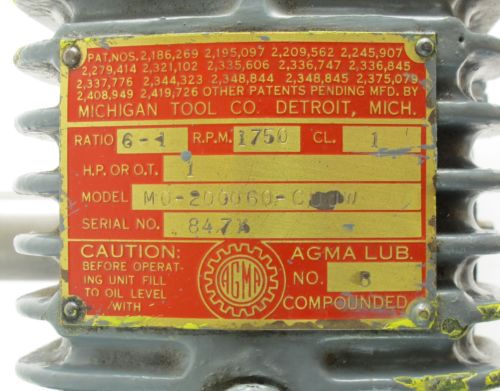 PAT. NOS. 2,186,269 2,195,097 2,209,562 2,245,907
2,279,414 2,321,102 2,335,606 2,336,747 2,336,845
2,337,776 2,344,323 2,348,844 2,348,845 2,375,079
2,408,949 2,419,726 OTHER PATENTS PENDING MFD. BY
MICHIGAN TOOL CO. DETROIT, MICH.
RATIO 6-1 R.P.M. 1750 CL. 1
H.P. OR O.T. 1
MODEL
SERIAL NO.
CAUTION:
BEFORE OPERAT-
ING UNIT FILL
TO OIL LEVEL
WITH
AGMA
AGMA LUB.
NO. 8
COMPOUNDED